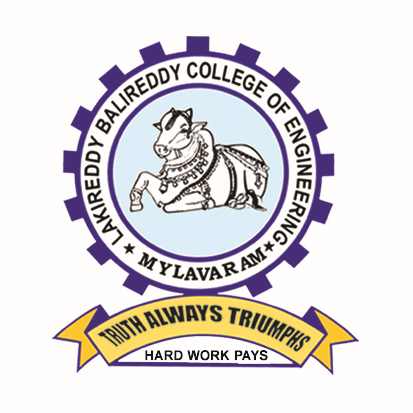 LAKIREDDY BALIREDDY COLLEGE OF ENGINEERING
MYLAVARAM
TRUTH ALWAYS TRIUMPHS
HARD WORK PAYS